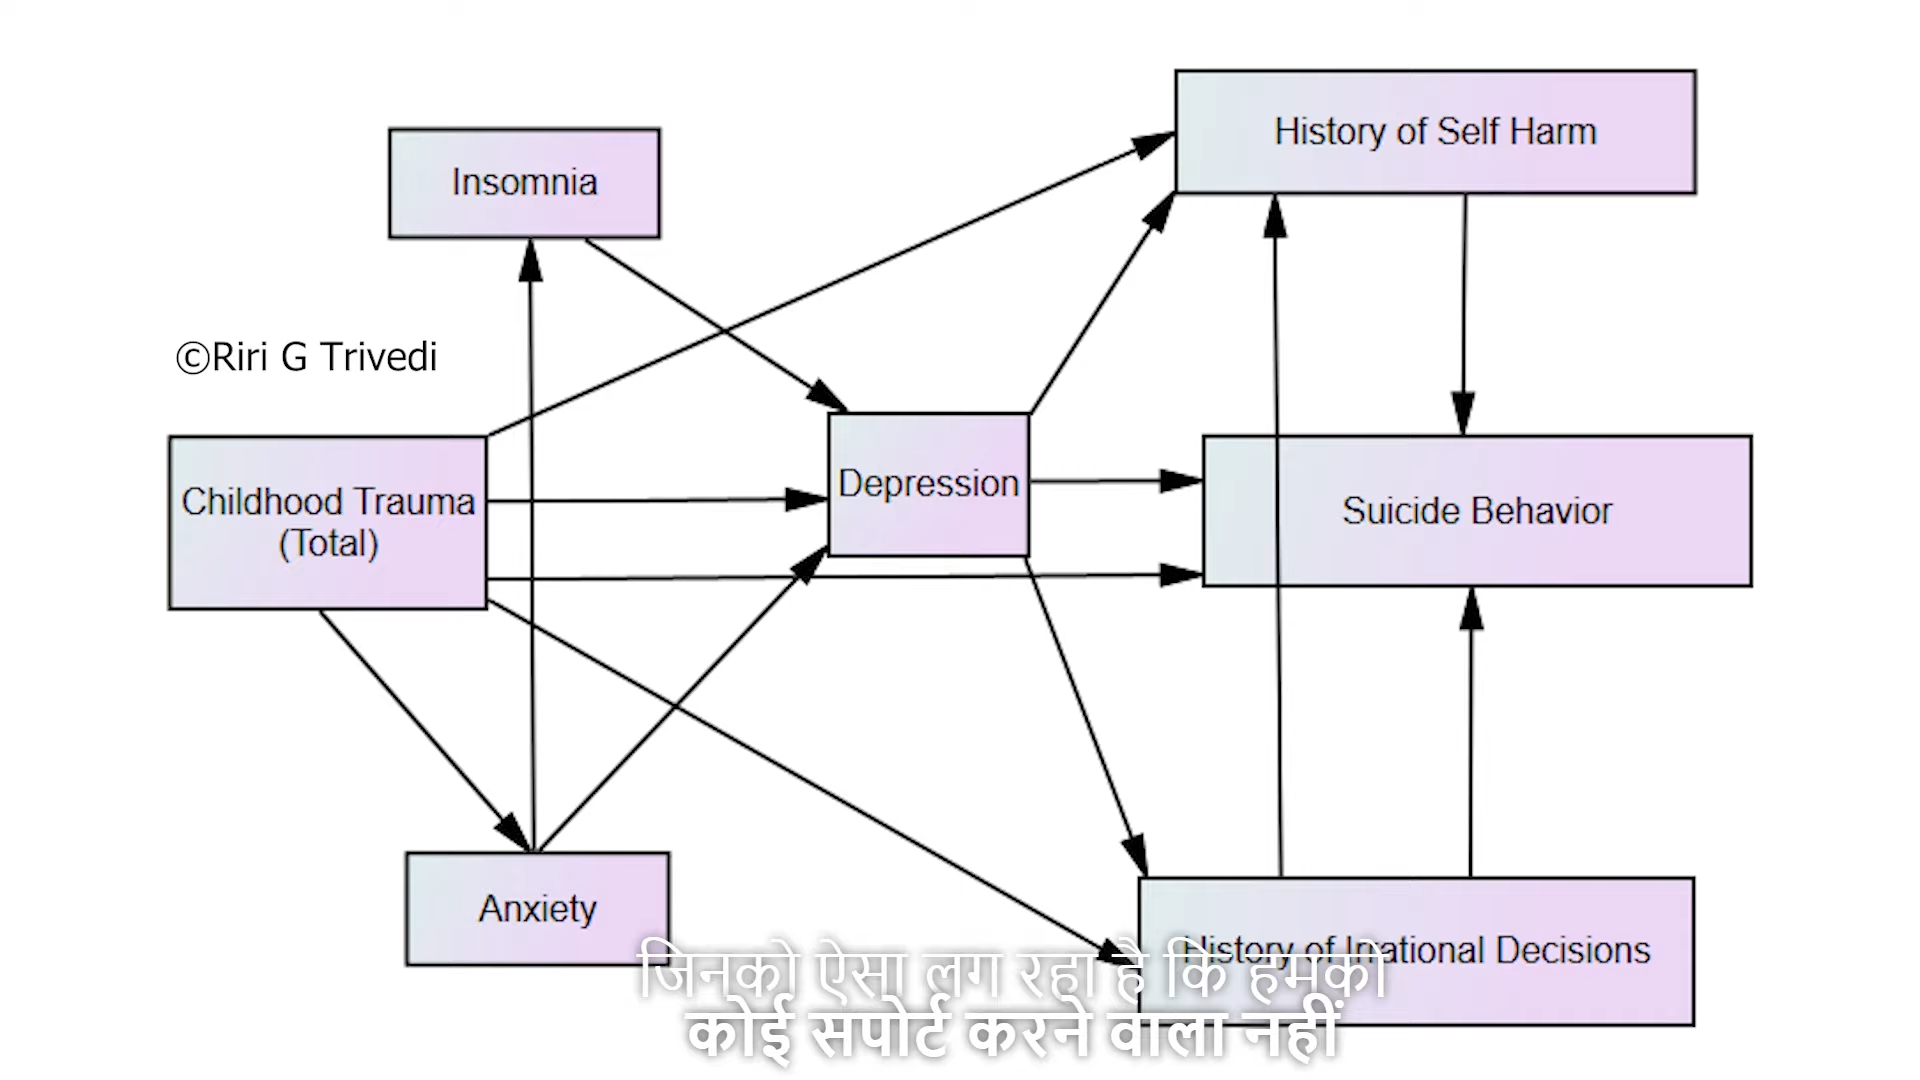 History of Self Harm
Insomnia
©Riri G Trivedi
Depression
Childhood Trauma
(Total)
Suicide Behavior
Anxiety
History of Irrational Decisions
जिनको ऐसा लग रहा है कि हमको
कोई सपोर्ट करने वाला नहीं